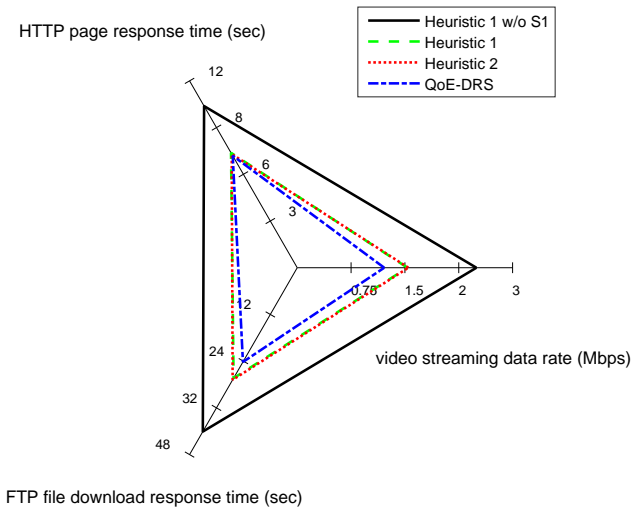 Heuristic 1 w/o S1
HTTP page response time (sec)
Heuristic 1
Heuristic 2
QoE-DRS
12
8
6
3
0.75 1.5 2 3
12
24
video streaming data rate (Mbps)
32
48
FTP file download response time (sec)